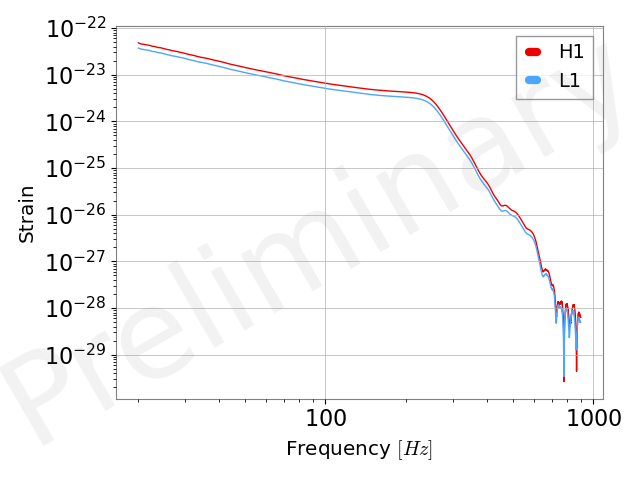 10⁻²²
10⁻²³
10⁻²⁴
10⁻²⁵
10⁻²⁶
10⁻²⁷
10⁻²⁸
10⁻²⁹
Strain
H1
L1
Preliminary
100
1000
Frequency [Hz]